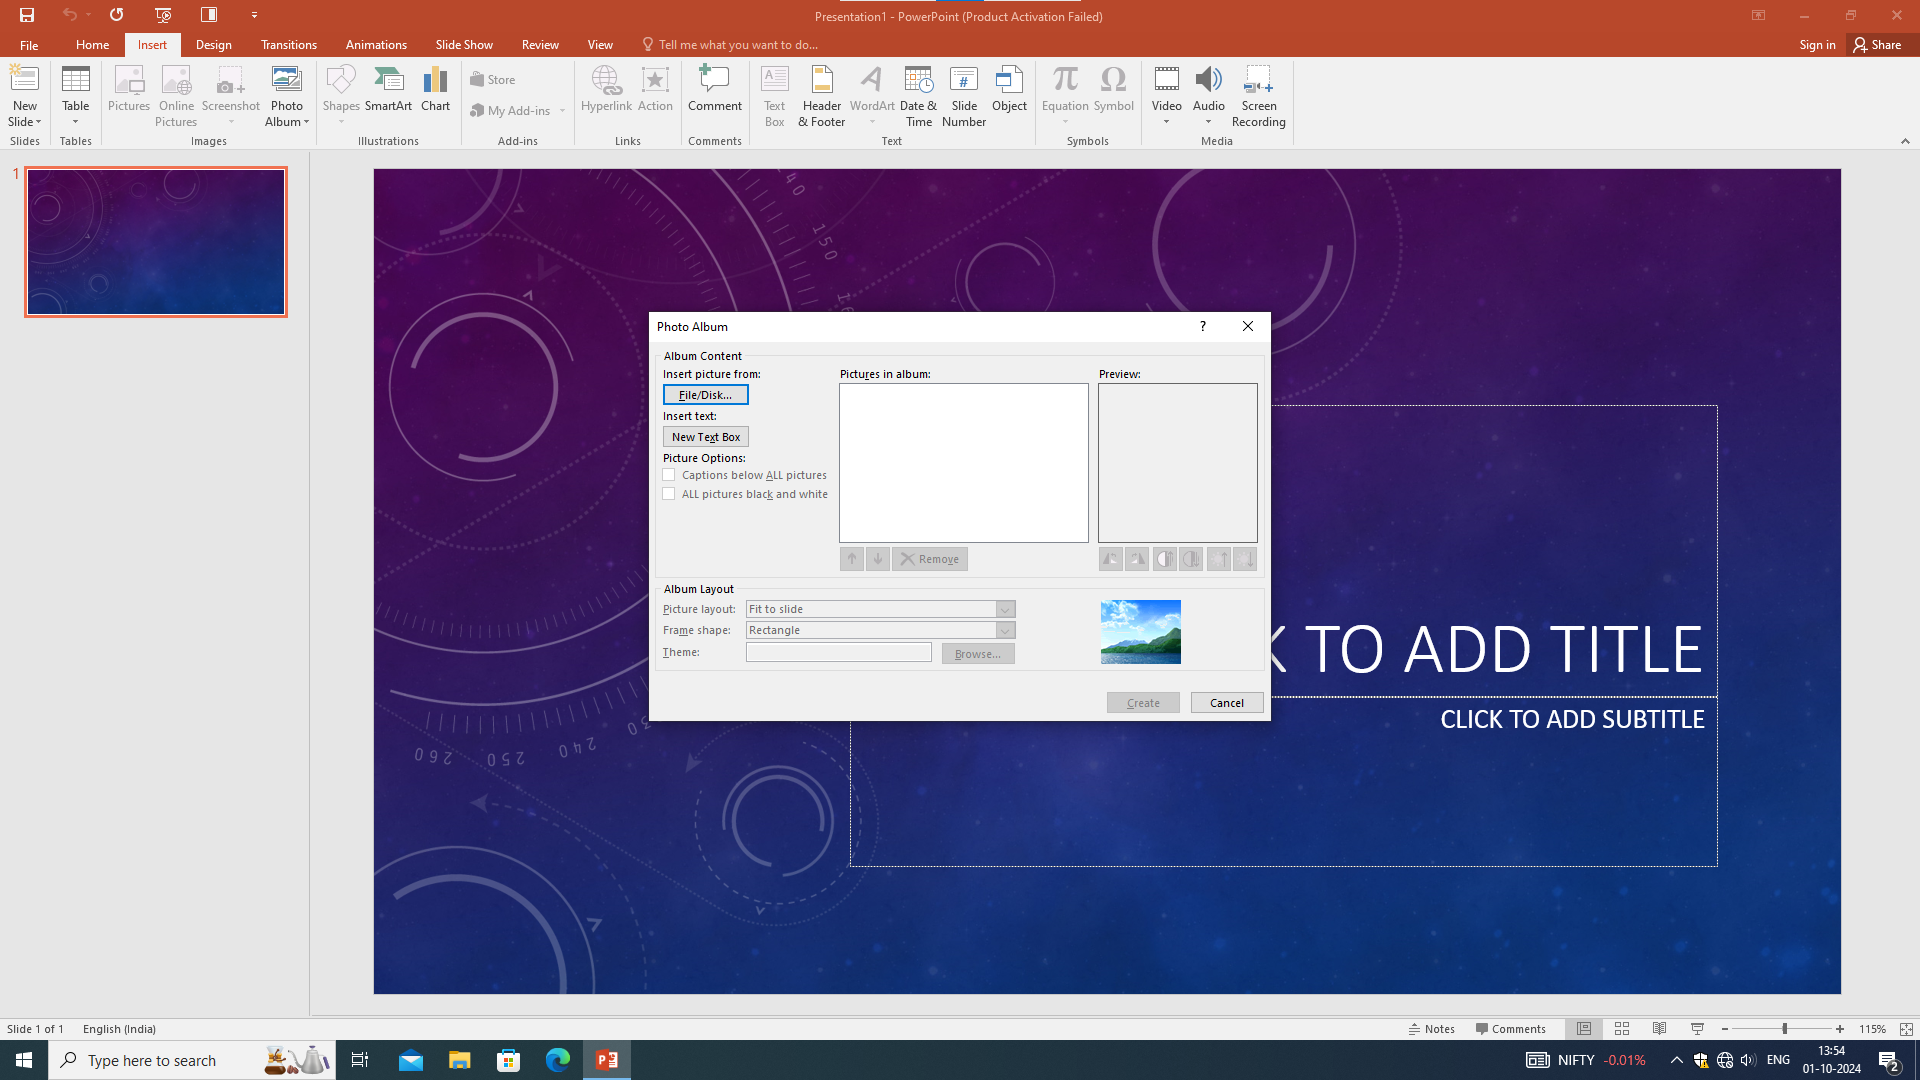 Presentation1 - PowerPoint (Product Activation Failed)
File Home Insert Design Transitions Animations Slide Show Review View Tell me what you want to do... Sign in Share
New Slide
Table
Pictures
Online Pictures
Screenshot
Photo Album
Shapes
SmartArt
Chart
Store
My Add-ins
Hyperlink
Action
Comment
Text Box
Header & Footer
WordArt
Date & Time
Slide Number
Object
Equation
Symbol
Video
Audio
Screen Recording
Slides Tables Images Illustrations Add-ins Links Comments Text Symbols Media
1
140
150
Photo Album ?
Album Content
Insert picture from:
File/Disk...
Insert text:
New Text Box
Picture Options:
Captions below ALL pictures
ALL pictures black and white
Pictures in album:
Preview:
Remove
Album Layout
Picture layout: Fit to slide
Frame shape: Rectangle
Theme:
Browse...
Create Cancel
TO ADD TITLE
CLICK TO ADD SUBTITLE
260 250 240
Slide 1 of 1 English (India) Notes Comments 115%
Type here to search
NIFTY -0.01% ENG 13:54
01-10-2024 2